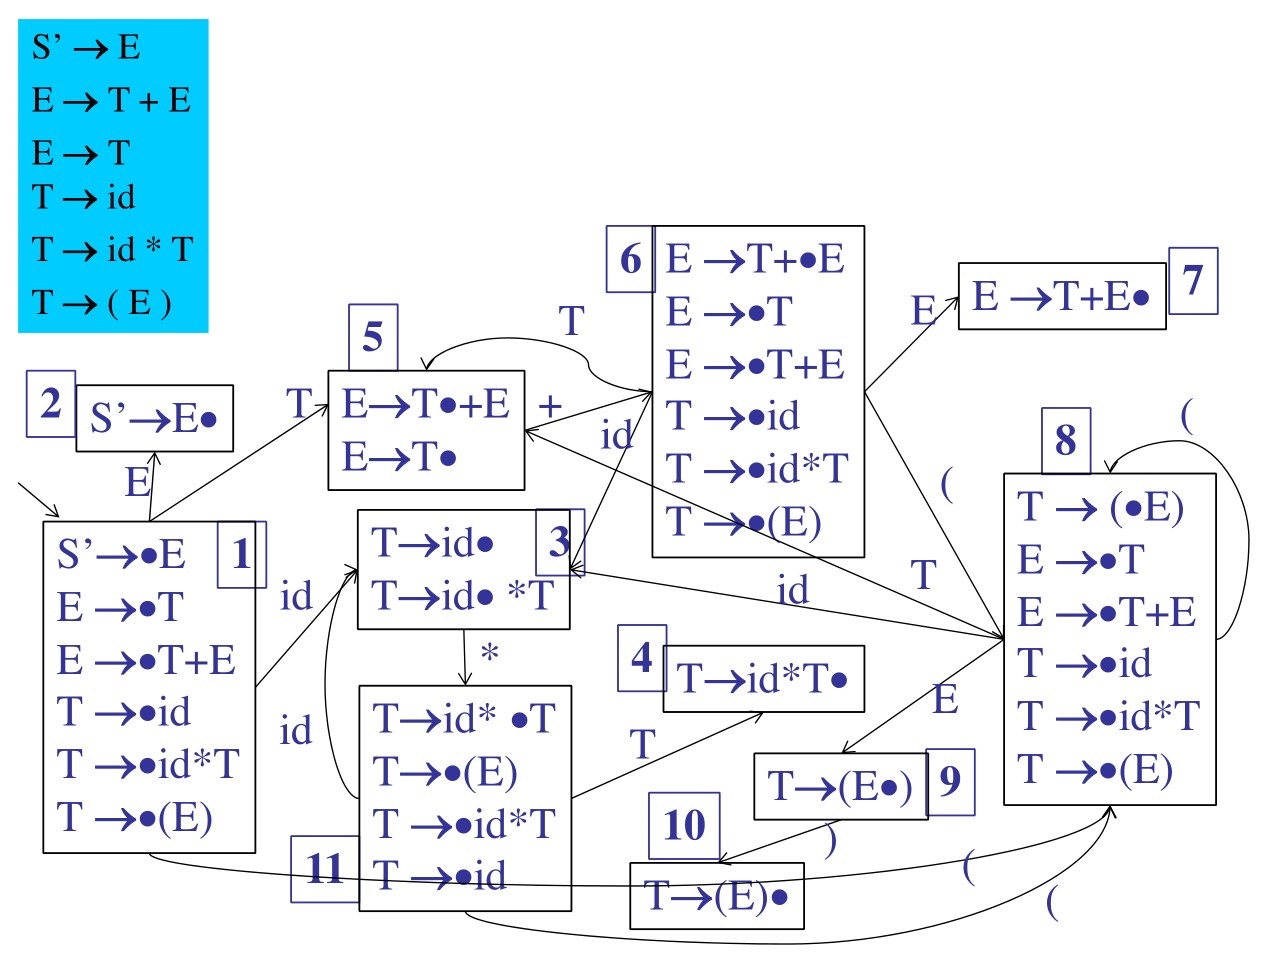 S’ → E
E → T + E
E → T
T → id
T → id * T
T → ( E )
6
E →T+●E
E →●T
E →●T+E
T →●id
T →●id*T
T →●(E)
E →T+E●
7
E
T
5
E→T●+E
E→T●
+
id
T
2
S’→E●
E
(
8
T → (●E)
E →●T
E →●T+E
T →●id
T →●id*T
T →●(E)
(
1
S’→●E
E →●T
E →●T+E
T →●id
T →●id*T
T →●(E)
id
3
T→id●
T→id● *T
id
T
*
4
T→id*T●
E
id
T
T→id* ●T
T→●(E)
T →●id*T
T →●id
11
T→(E●)
9
10
)
T→(E)●
(
(